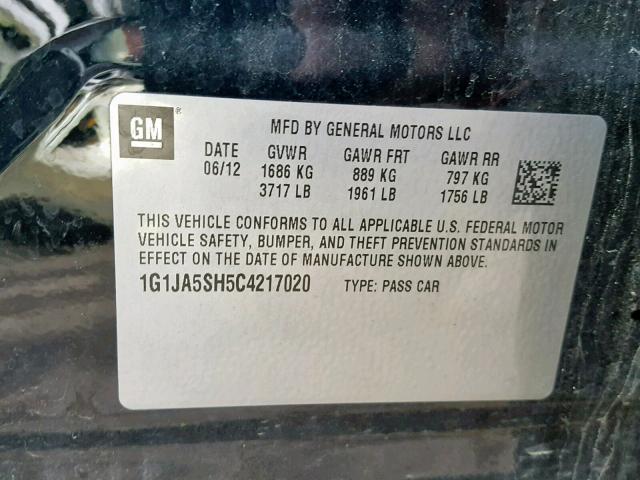 GM ®
MFD BY GENERAL MOTORS LLC
DATE GVWR GAWR FRT GAWR RR
06/12 1686 KG 889 KG 797 KG
3717 LB 1961 LB 1756 LB
THIS VEHICLE CONFORMS TO ALL APPLICABLE U.S. FEDERAL MOTOR
VEHICLE SAFETY, BUMPER, AND THEFT PREVENTION STANDARDS IN
EFFECT ON THE DATE OF MANUFACTURE SHOWN ABOVE.
1G1JA5SH5C4217020 TYPE: PASS CAR